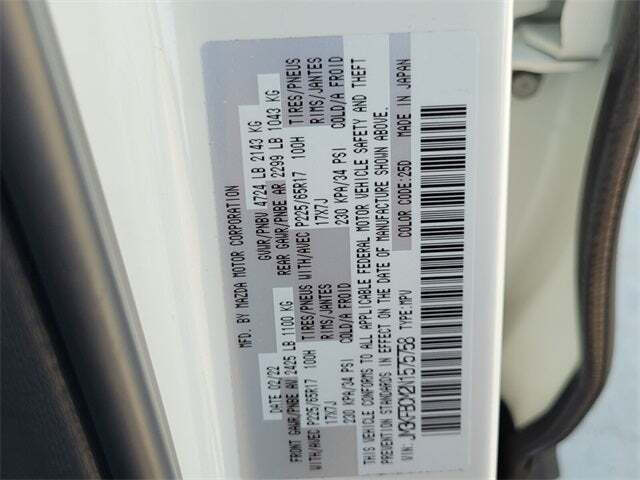 MFD. BY MAZDA MOTOR CORPORATION
DATE 02/22 GVWR/PNBV 4724 LB 2143 KG
FRONT GAWR/PNBE AV 2425 LB 1100 KG REAR GAWR/PNBE AR 2299 LB 1043 KG
WITH/AVEC P225/65R17 100H TIRES/PNEUS WITH/AVEC P225/65R17 100H TIRES/PNEUS
17X7J RIMS/JANTES 17X7J RIMS/JANTES
230 KPA/34 PSI COLD/A FROID 230 KPA/34 PSI COLD/A FROID
THIS VEHICLE CONFORMS TO ALL APPLICABLE FEDERAL MOTOR VEHICLE SAFETY AND THEFT
PREVENTION STANDARDS IN EFFECT ON THE DATE OF MANUFACTURE SHOWN ABOVE.
COLOR CODE:25D MADE IN JAPAN
VIN: JM3KFBCM2N1575758 TYPE:MPV